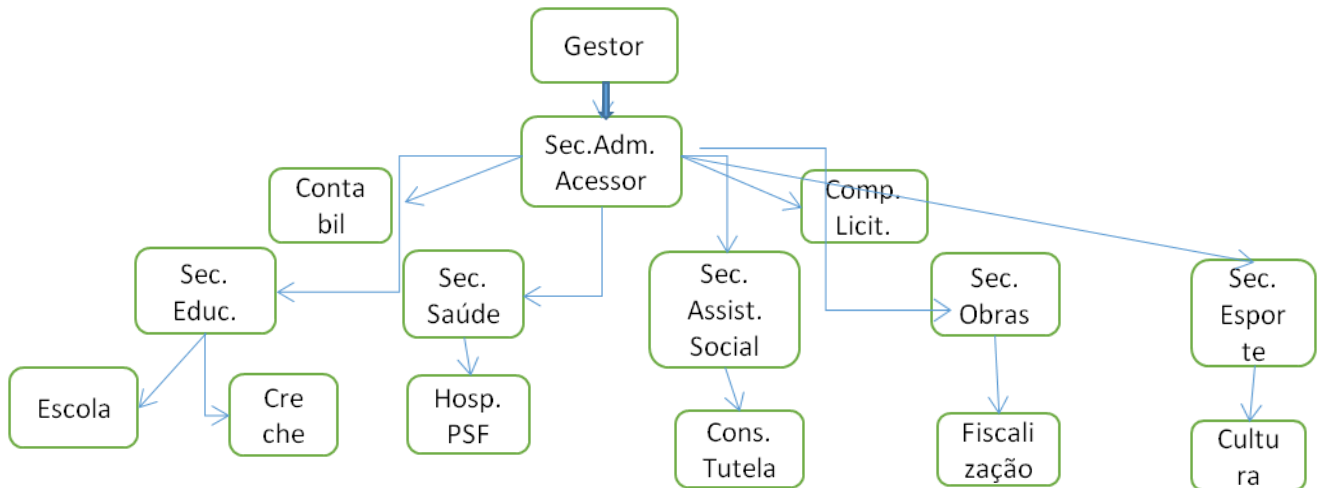 Gestor
Sec.Adm.
Acessor
Conta
bil
Comp.
Licit.
Sec.
Educ.
Sec.
Saúde
Sec.
Assist.
Social
Sec.
Obras
Sec.
Espor
te
Escola
Cre
che
Hosp.
PSF
Cons.
Tutela
Fiscali
zação
Cultu
ra